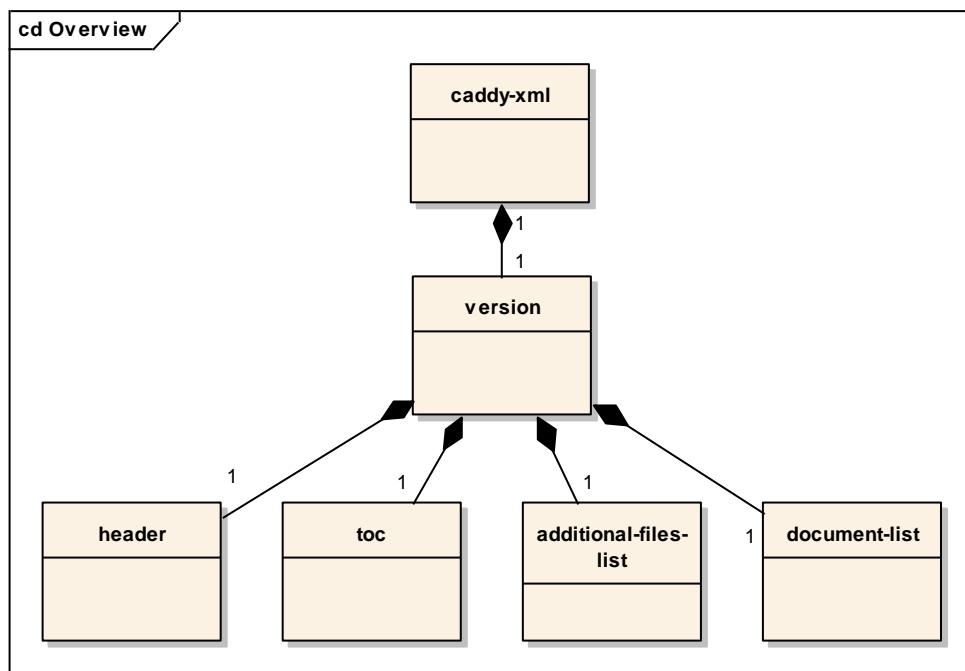 cd Overview
caddy-xml
1
1
version
1
1
1
1
header
toc
additional-files-
list
document-list